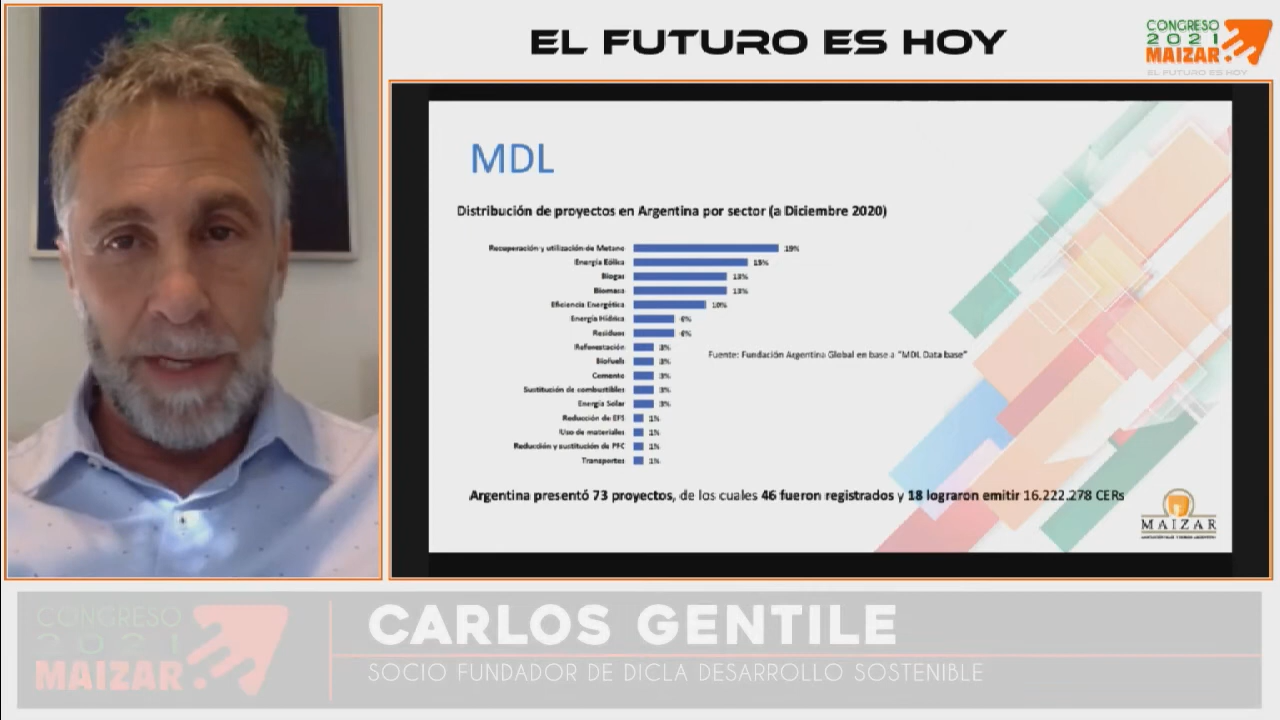 EL FUTURO ES HOY
CONGRESO
2021
MAIZAR
EL FUTURO ES HOY
MDL
Distribución de proyectos en Argentina por sector (a Diciembre 2020)
Recuperación y utilización de Metano 19%
Energía Eólica 15%
Biogas 12%
Biomasa 12%
Eficiencia Energética 10%
Energía Hídrica 6%
Residuos 6%
Reforestación 3%
Biofuels 3%
Cemento 3%
Sustitución de combustibles 3%
Energía Solar 3%
Reducción de EFS 1%
Uso de materiales 1%
Reducción y sustitución de PFC 1%
Transportes 1%
Fuente: Fundación Argentina Global en base a "MDL Data base"
Argentina presentó 73 proyectos, de los cuales 46 fueron registrados y 18 lograron emitir 16.222.278 CERs
MAIZAR
CONGRESO
2021
MAIZAR
CARLOS GENTILE
SOCIO FUNDADOR DE DICLA DESARROLLO SOSTENIBLE